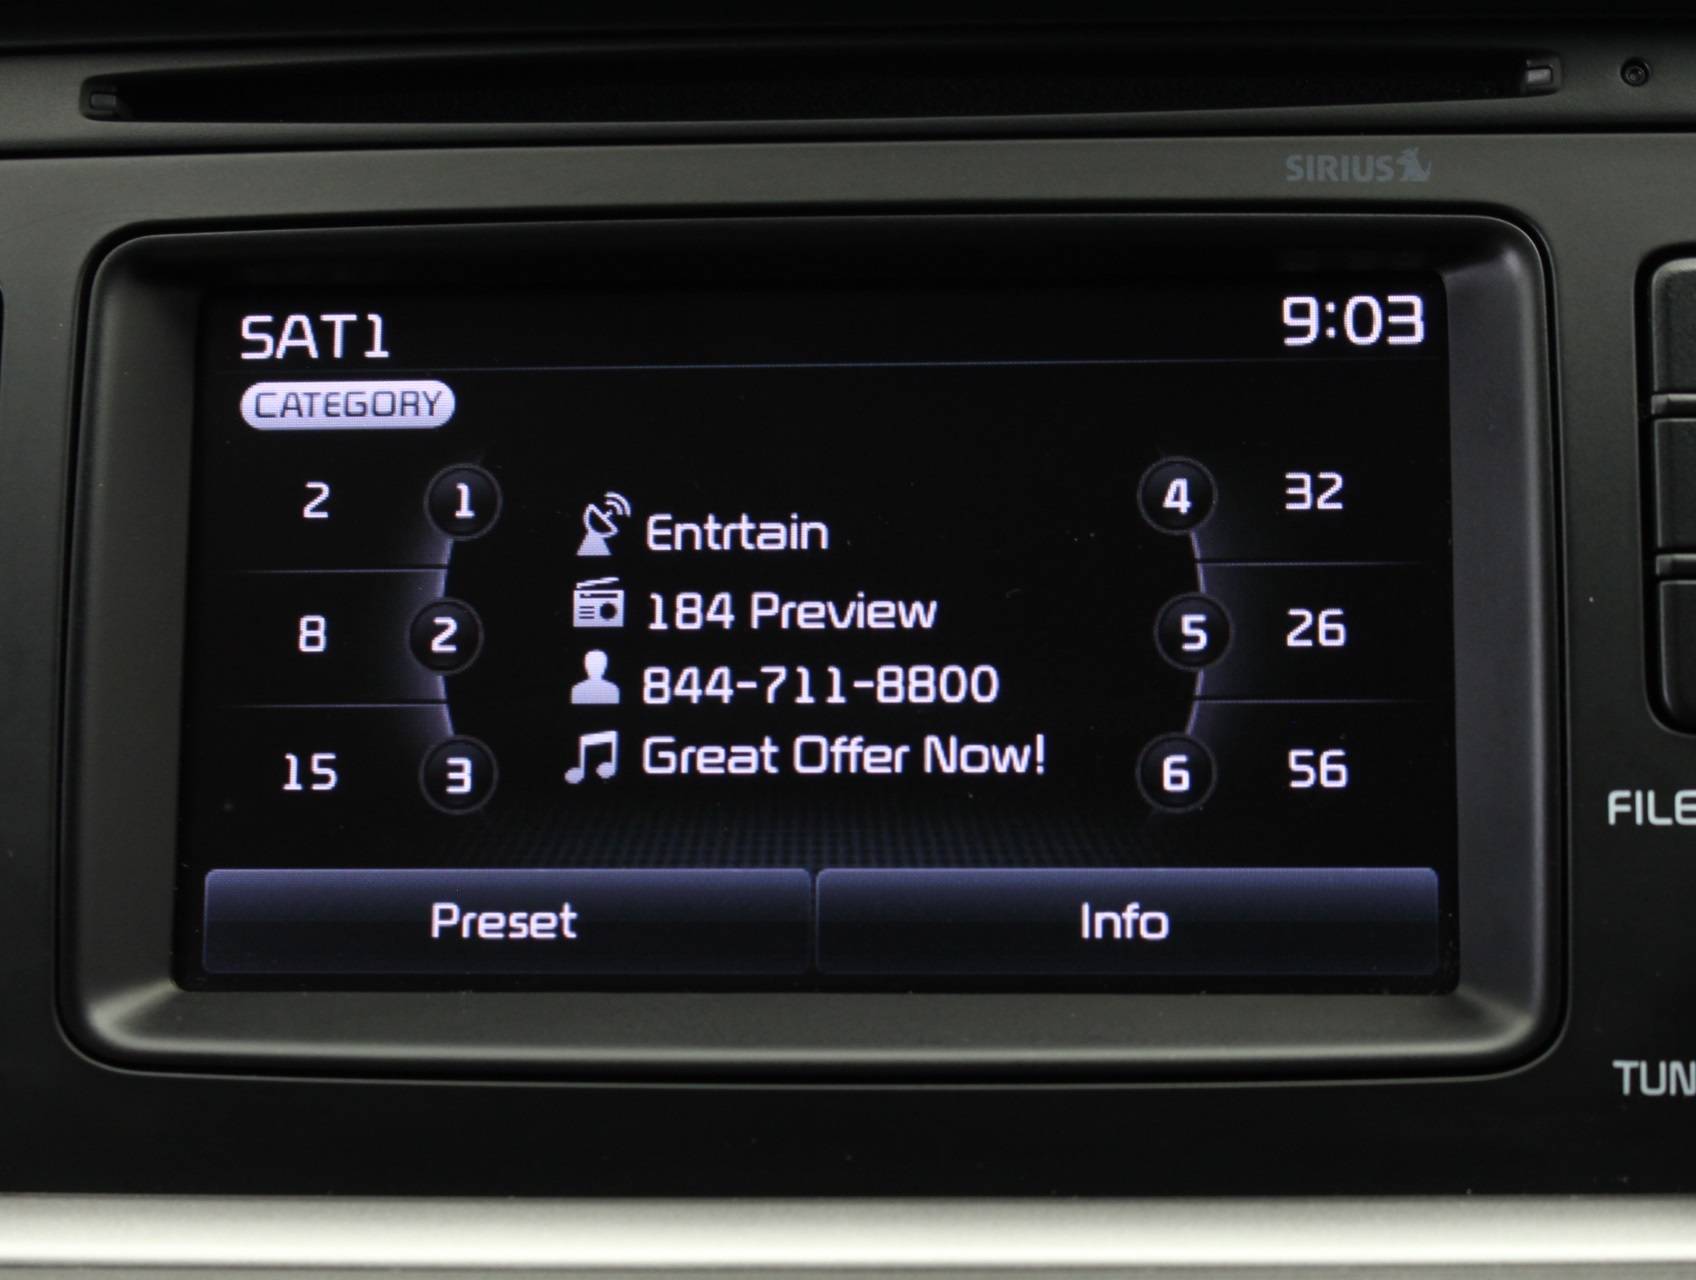 SIRIUS
SAT1
9:03
CATEGORY
2 1
8 2
15 3
Entrtain
184 Preview
844-711-8800
Great Offer Now!
4 32
5 26
6 56
Preset
Info
FILE
TUN